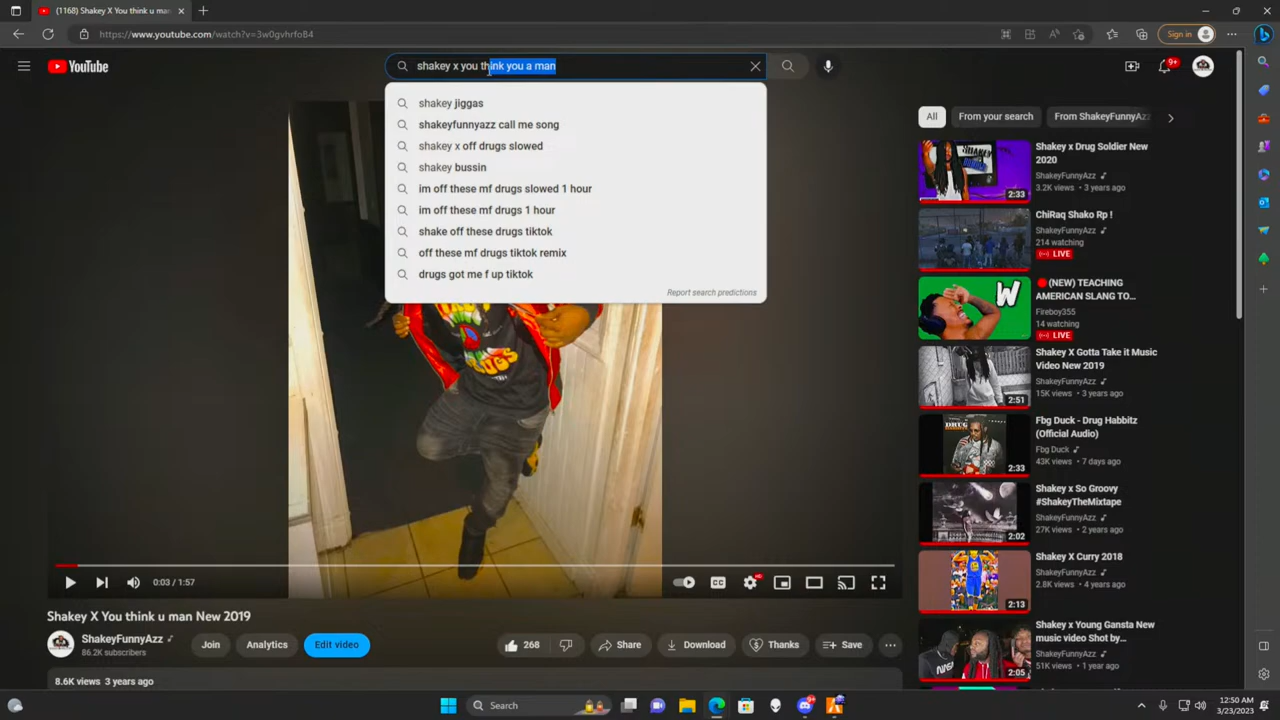 (1168) Shakey X You think u man
https://www.youtube.com/watch?v=3w0gvhrfoB4
Sign in
YouTube
shakey x you think you a man
9+
shakey jiggas
shakeyfunnyazz call me song
shakey x off drugs slowed
shakey bussin
im off these mf drugs slowed 1 hour
im off these mf drugs 1 hour
shake off these drugs tiktok
off these mf drugs tiktok remix
drugs got me f up tiktok
Report search predictions
All
From your search
From ShakeyFunnyAzz
Shakey x Drug Soldier New
2020
ShakeyFunnyAzz
3.2K views • 3 years ago
2:33
ChiRaq Shako Rp !
ShakeyFunnyAzz
214 watching
LIVE
W
(NEW) TEACHING
AMERICAN SLANG TO...
Fireboy355
14 watching
LIVE
Shakey X Gotta Take it Music
Video New 2019
ShakeyFunnyAzz
15K views • 3 years ago
2:51
Fbg Duck - Drug Habbitz
(Official Audio)
Fbg Duck
43K views • 7 days ago
2:33
Shakey x So Groovy
#ShakeyTheMixtape
ShakeyFunnyAzz
27K views • 2 years ago
2:02
Shakey X Curry 2018
ShakeyFunnyAzz
2.8K views • 4 years ago
2:13
Shakey x Young Gansta New
music video Shot by...
ShakeyFunnyAzz
51K views • 1 year ago
2:05
0:03 / 1:57
CC
Shakey X You think u man New 2019
ShakeyFunnyAzz
86.2K subscribers
Join
Analytics
Edit video
268
Share
Download
Thanks
Save
8.6K views 3 years ago
Search
12:50 AM
3/23/2023